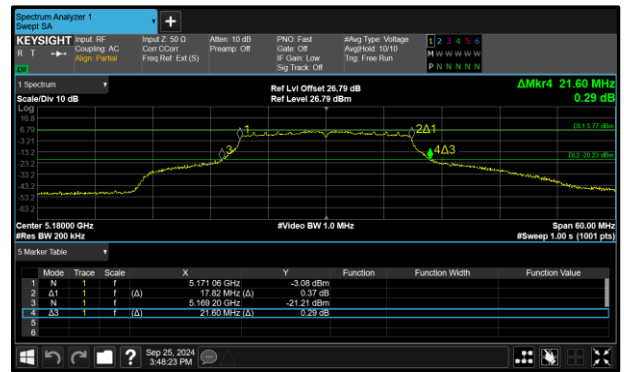 Spectrum Analyzer 1
Swept SA
+
KEYSIGHT Input: RF Input Z: 50 Ω Atten: 10 dB PNO: Fast #Avg Type: Voltage 1 2 3 4 5 6
R T Coupling: AC Corr CCorr Preamp: Off Gate: Off Avg|Hold: 10/10 M W W W W W
Align: Partial Freq Ref: Ext (S) IF Gain: Low Trig: Free Run
Sig Track: Off P N N N N N
1 Spectrum Ref Lvl Offset 26.79 dB ΔMkr4 21.60 MHz
Scale/Div 10 dB Ref Level 26.79 dBm 0.29 dB
Log
16.8
6.79 1 2Δ1 DL1 5.77 dBm
-3.21
-13.2 3 4Δ3 DL2 -20.23 dBm
-23.2
-33.2
-43.2
-53.2
-63.2
Center 5.18000 GHz #Video BW 1.0 MHz Span 60.00 MHz
#Res BW 200 kHz #Sweep 1.00 s (1001 pts)
5 Marker Table
Mode Trace Scale X Y Function Function Width Function Value
1 N 1 f 5.171 06 GHz -3.08 dBm
2 Δ1 1 f (Δ) 17.82 MHz (Δ) 0.37 dB
3 N 1 f 5.169 20 GHz -21.21 dBm
4 Δ3 1 f (Δ) 21.60 MHz (Δ) 0.29 dB
5
6
? Sep 25, 2024
3:48:23 PM